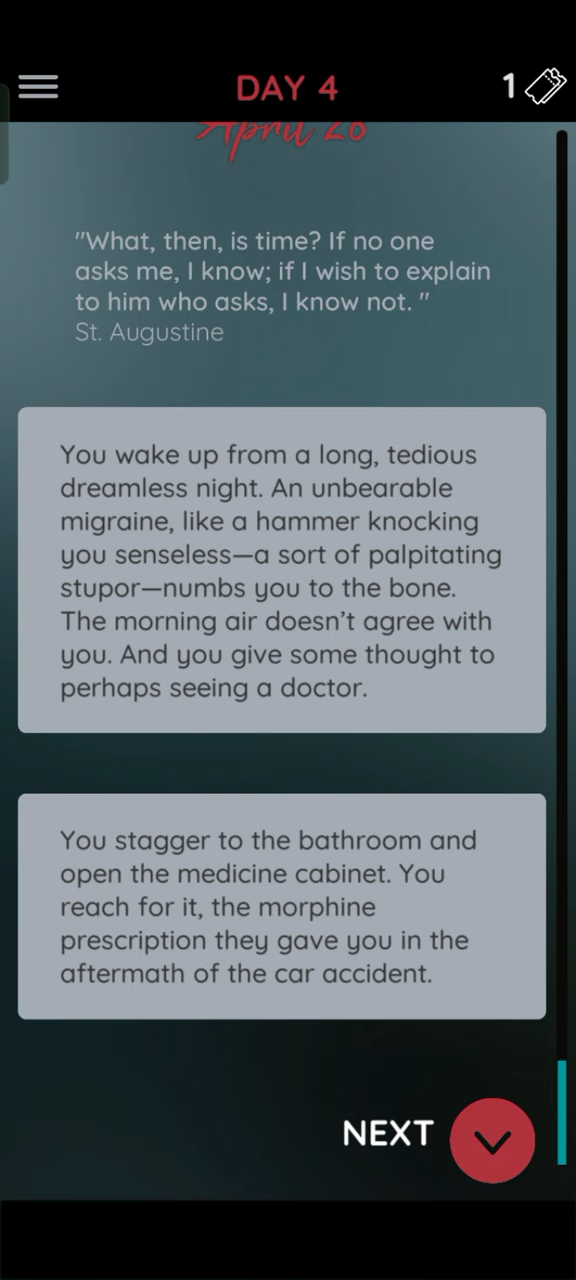 DAY 4
1
April 26
"What, then, is time? If no one
asks me, I know; if I wish to explain
to him who asks, I know not. "
St. Augustine
You wake up from a long, tedious
dreamless night. An unbearable
migraine, like a hammer knocking
you senseless—a sort of palpitating
stupor—numbs you to the bone.
The morning air doesn’t agree with
you. And you give some thought to
perhaps seeing a doctor.
You stagger to the bathroom and
open the medicine cabinet. You
reach for it, the morphine
prescription they gave you in the
aftermath of the car accident.
NEXT